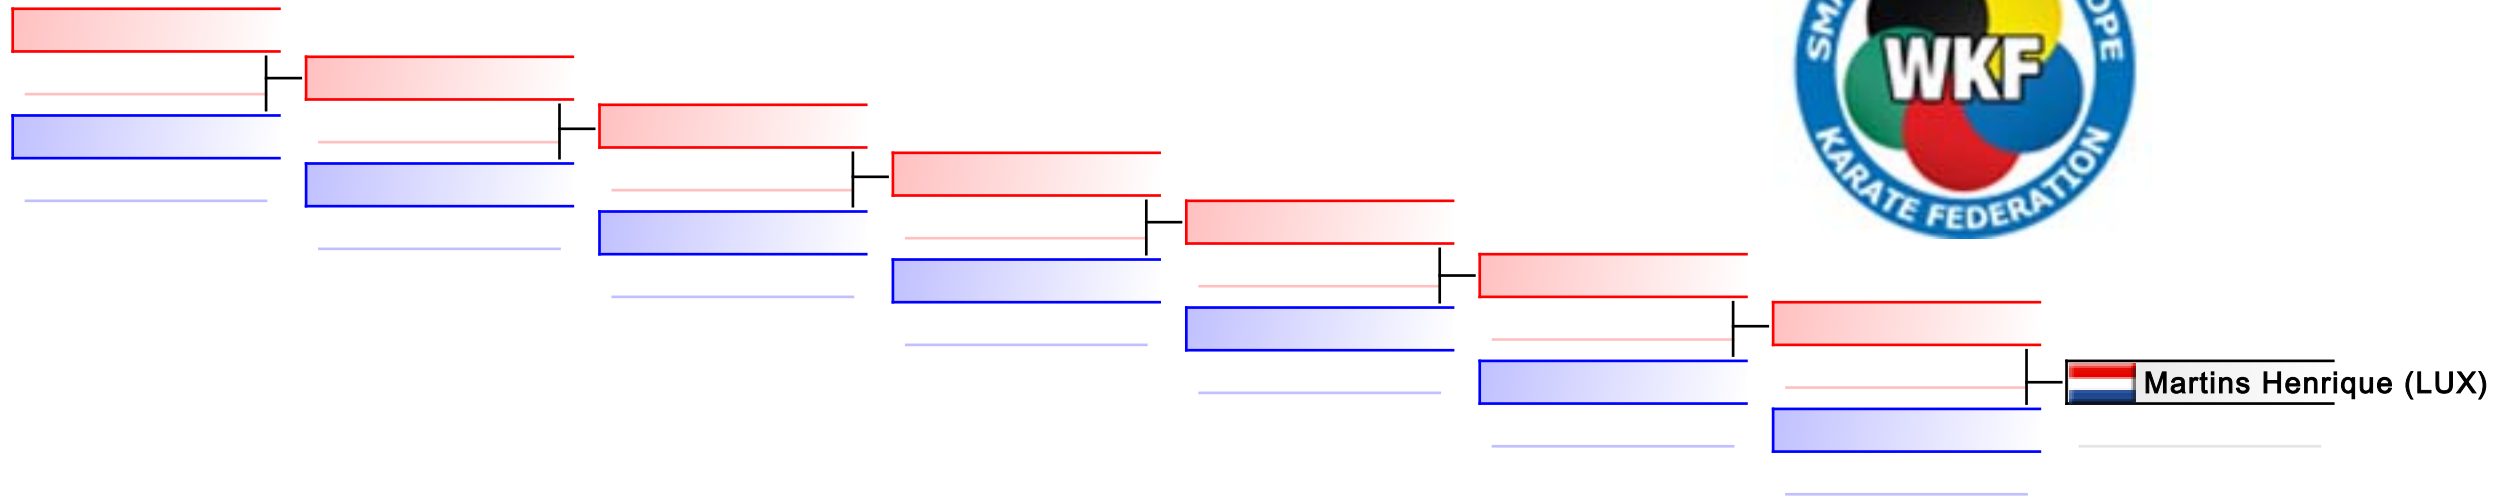 WKF
KARATE FEDERATION
Martins Henrique (LUX)